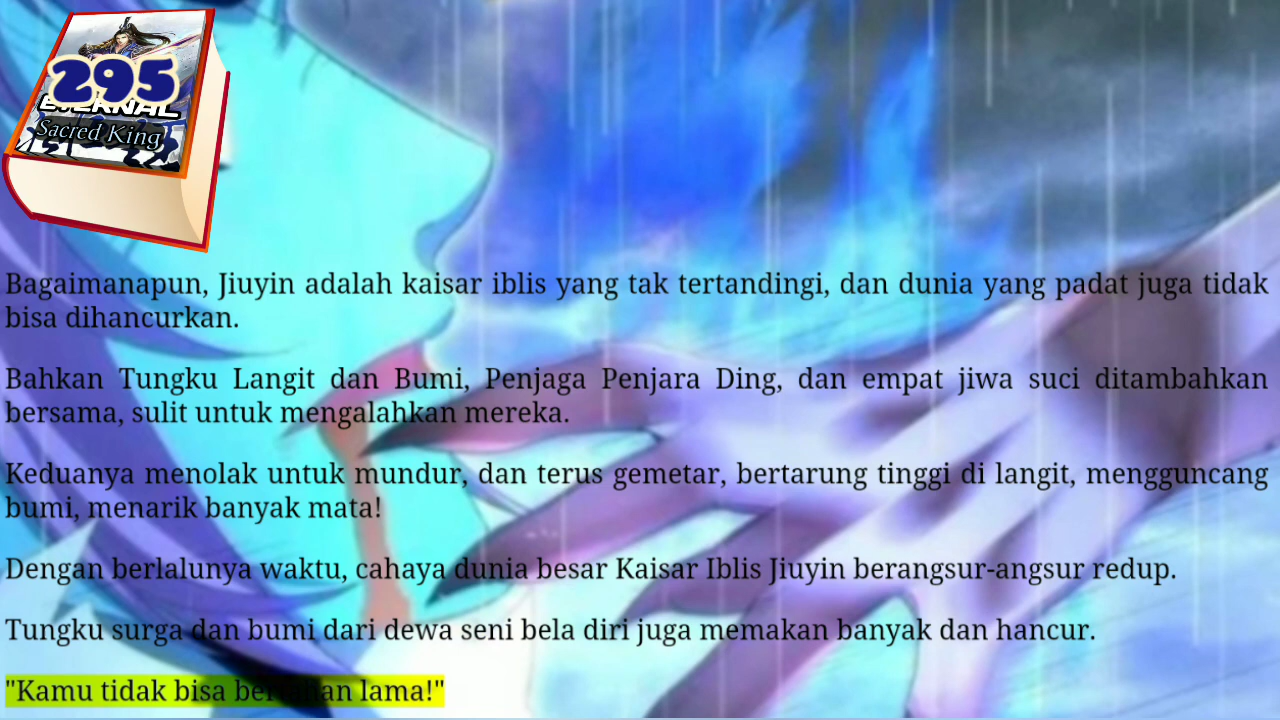 295
ETERNAL
Sacred King
Bagaimanapun, Jiuyin adalah kaisar iblis yang tak tertandingi, dan dunia yang padat juga tidak
bisa dihancurkan.
Bahkan Tungku Langit dan Bumi, Penjaga Penjara Ding, dan empat jiwa suci ditambahkan
bersama, sulit untuk mengalahkan mereka.
Keduanya menolak untuk mundur, dan terus gemetar, bertarung tinggi di langit, mengguncang
bumi, menarik banyak mata!
Dengan berlalunya waktu, cahaya dunia besar Kaisar Iblis Jiuyin berangsur-angsur redup.
Tungku surga dan bumi dari dewa seni bela diri juga memakan banyak dan hancur.
"Kamu tidak bisa bertahan lama!"